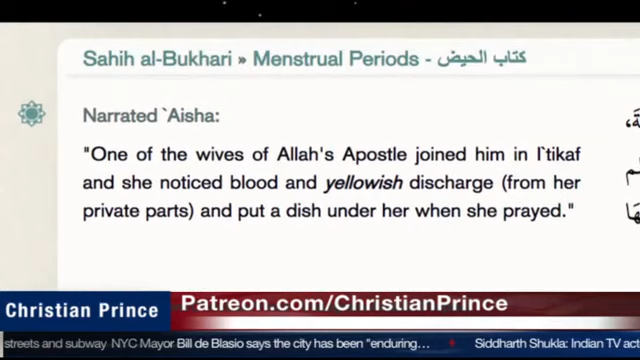 Sahih al-Bukhari » Menstrual Periods - كتاب الحيض
Narrated `Aisha:
"One of the wives of Allah's Apostle joined him in I`tikaf
and she noticed blood and yellowish discharge (from her
private parts) and put a dish under her when she prayed."
Christian Prince
Patreon.com/ChristianPrince
streets and subway NYC Mayor Bill de Blasio says the city has been "enduring… Siddharth Shukla: Indian TV act